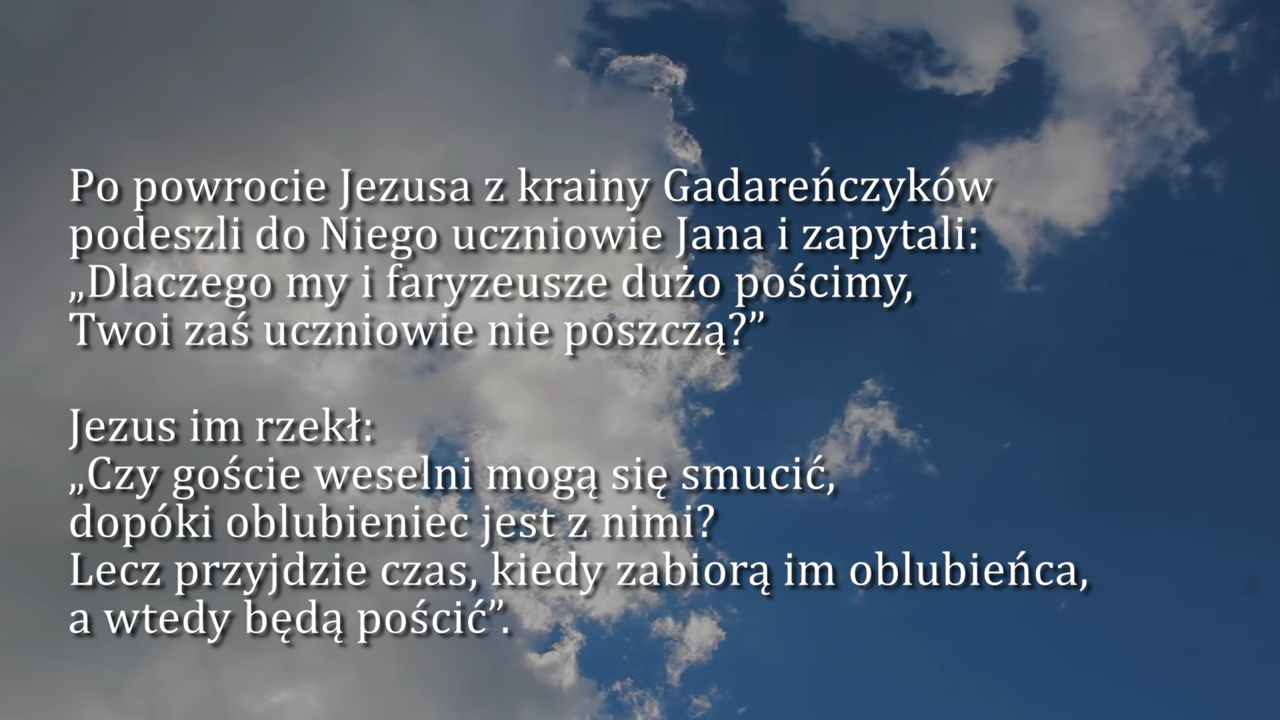 Po powrocie Jezusa z krainy Gadareńczyków
podeszli do Niego uczniowie Jana i zapytali:
„Dlaczego my i faryzeusze dużo pościmy,
Twoi zaś uczniowie nie poszczą?”
Jezus im rzekł:
„Czy goście weselni mogą się smucić,
dopóki oblubieniec jest z nimi?
Lecz przyjdzie czas, kiedy zabiorą im oblubieńca,
a wtedy będą pościć”.